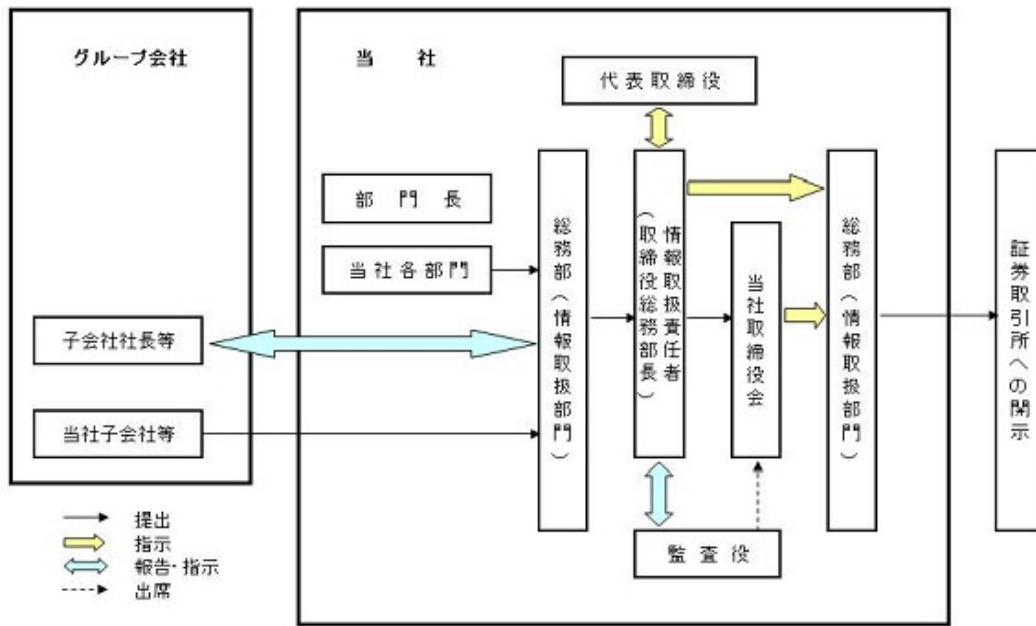 グループ会社
当　社
代表取締役
部門長
当社各部門
子会社社長等
当社子会社等
総務部(情報取扱部門)
情報取扱責任者
(取締役総務部長)
当社取締役会
総務部(情報取扱部門)
証券取引所への開示
監査役
提出
指示
報告・指示
出席